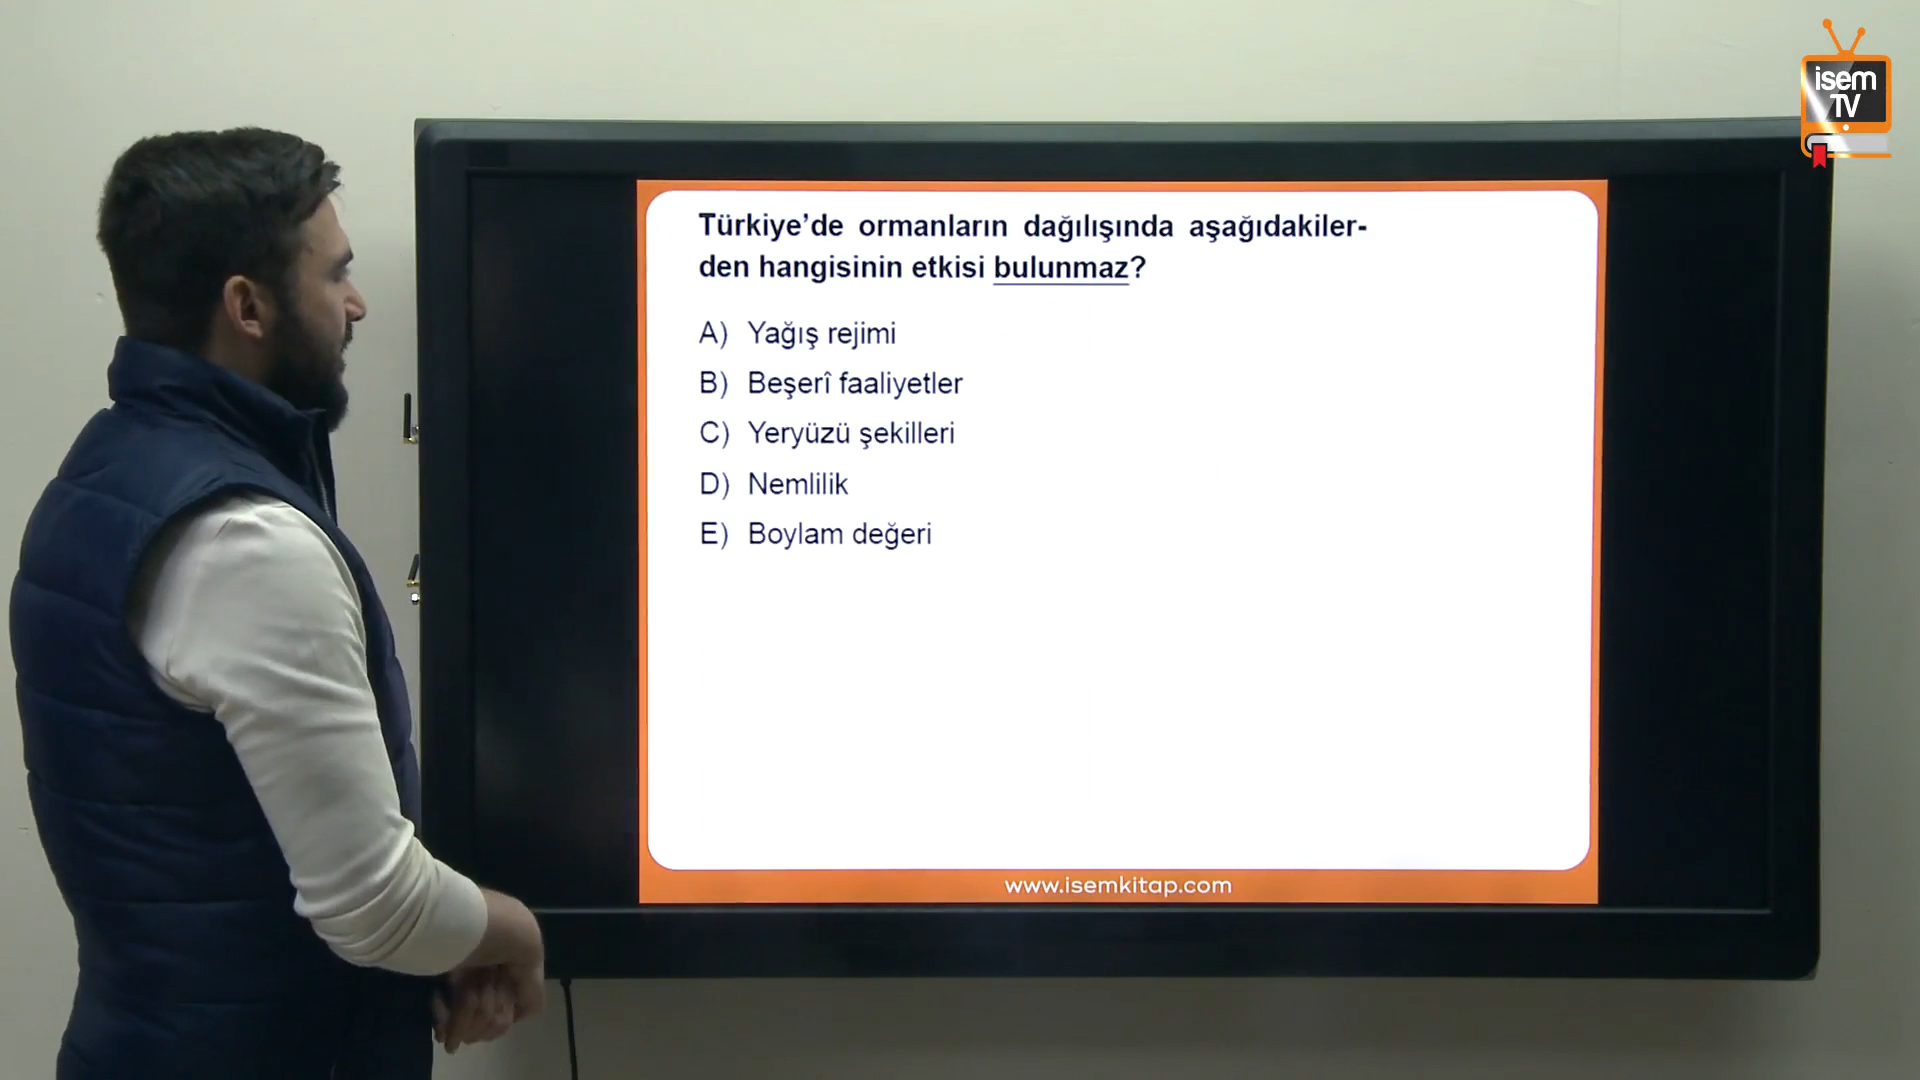 isem
TV
Türkiye'de ormanların dağılışında aşağıdakiler-
den hangisinin etkisi bulunmaz?
A) Yağış rejimi
B) Beşerî faaliyetler
C) Yeryüzü şekilleri
D) Nemlilik
E) Boylam değeri
www.isemkitap.com